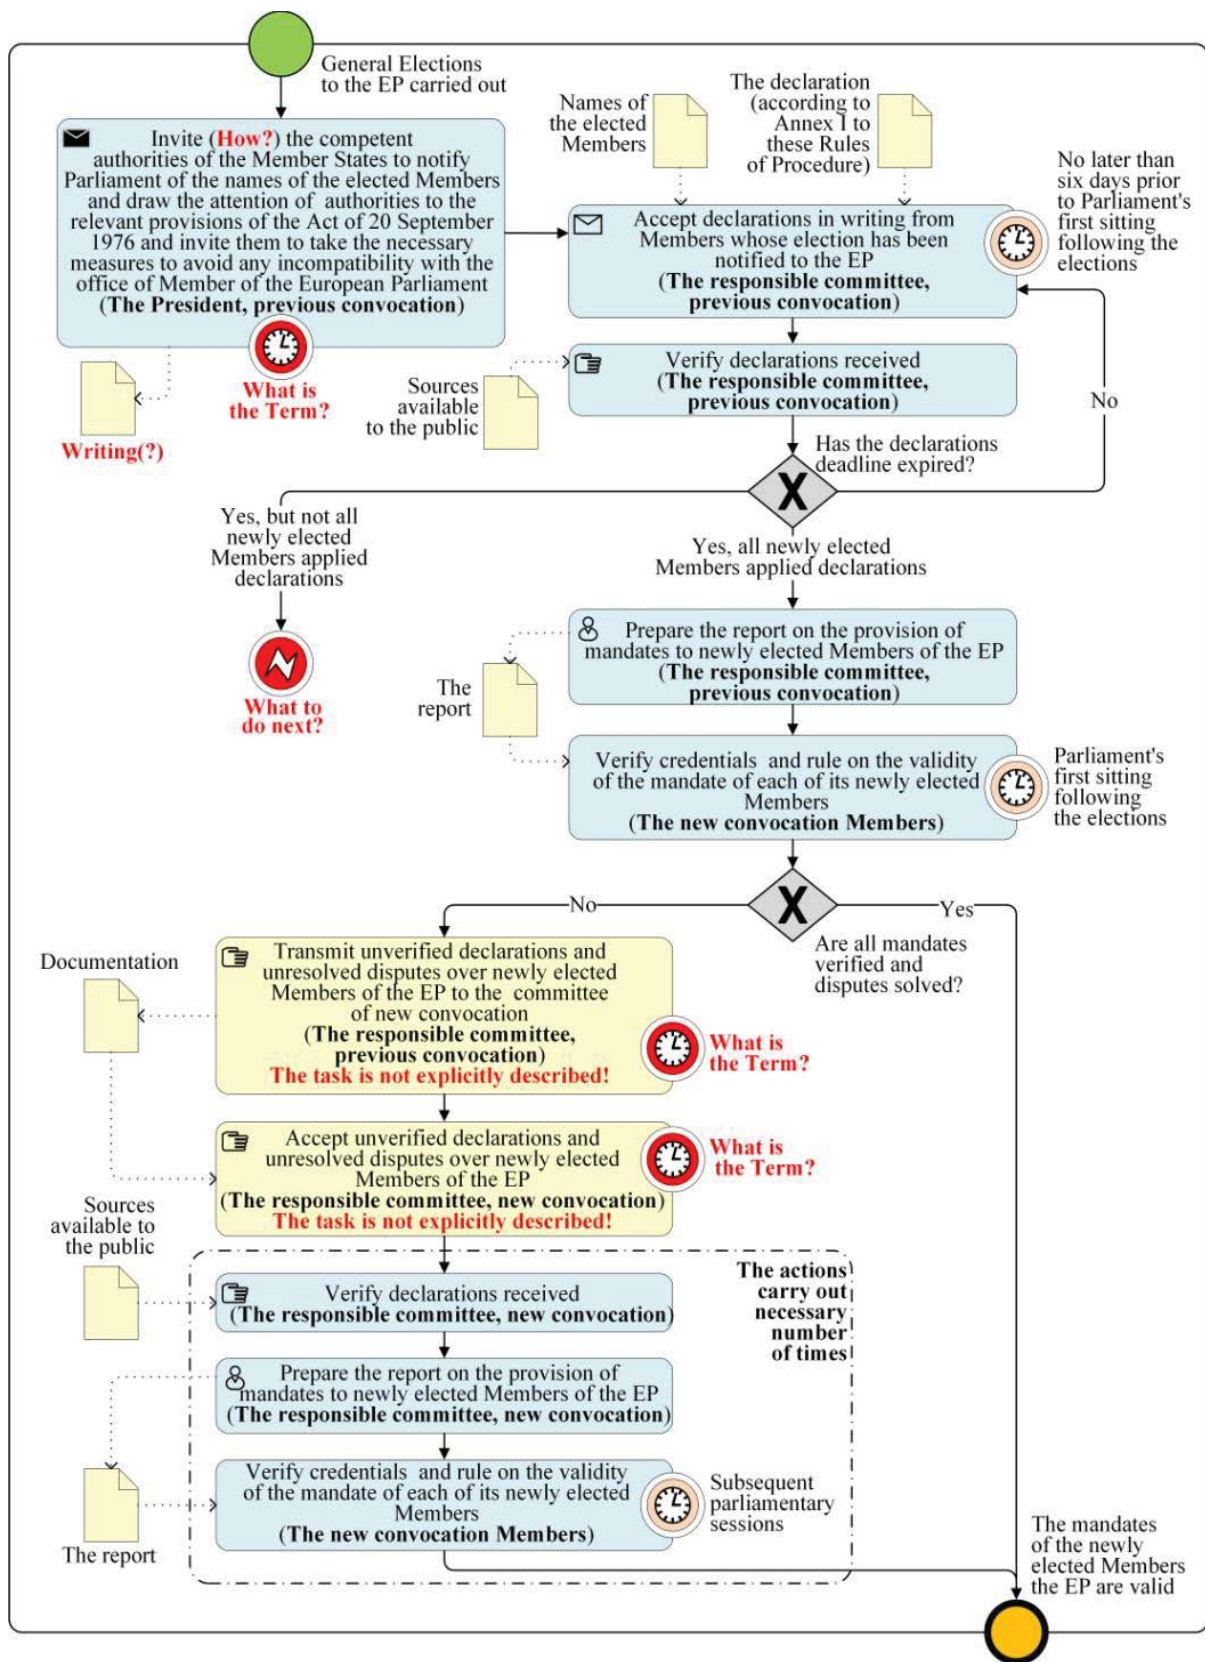 General Elections
to the EP carried out
Invite (How?) the competent
authorities of the Member States to notify
Parliament of the names of the elected Members
and draw the attention of authorities to the
relevant provisions of the Act of 20 September
1976 and invite them to take the necessary
measures to avoid any incompatibility with the
office of Member of the European Parliament
(The President, previous convocation)
What is
the Term?
Writing(?)
Names of
the elected
Members
The declaration
(according to
Annex I to
these Rules
of Procedure)
No later than
six days prior
to Parliament's
first sitting
following the
elections
Accept declarations in writing from
Members whose election has been
notified to the EP
(The responsible committee,
previous convocation)
Sources
available
to the public
Verify declarations received
(The responsible committee,
previous convocation)
No
Has the declarations
deadline expired?
X
Yes, but not all
newly elected
Members applied
declarations
What to
do next?
Yes, all newly elected
Members applied declarations
Prepare the report on the provision of
mandates to newly elected Members of the EP
(The responsible committee,
previous convocation)
The
report
Verify credentials and rule on the validity
of the mandate of each of its newly elected
Members
(The new convocation Members)
Parliament's
first sitting
following
the elections
X
No
Yes
Are all mandates
verified and
disputes solved?
Documentation
Transmit unverified declarations and
unresolved disputes over newly elected
Members of the EP to the committee
of new convocation
(The responsible committee,
previous convocation)
The task is not explicitly described!
What is
the Term?
Accept unverified declarations and
unresolved disputes over newly elected
Members of the EP
(The responsible committee, new convocation)
The task is not explicitly described!
What is
the Term?
Sources
available to
the public
The actions
carry out
necessary
number
of times
Verify declarations received
(The responsible committee, new convocation)
Prepare the report on the provision of
mandates to newly elected Members of the EP
(The responsible committee, new convocation)
Verify credentials and rule on the validity
of the mandate of each of its newly elected
Members
(The new convocation Members)
Subsequent
parliamentary
sessions
The report
The mandates
of the newly
elected Members
the EP are valid